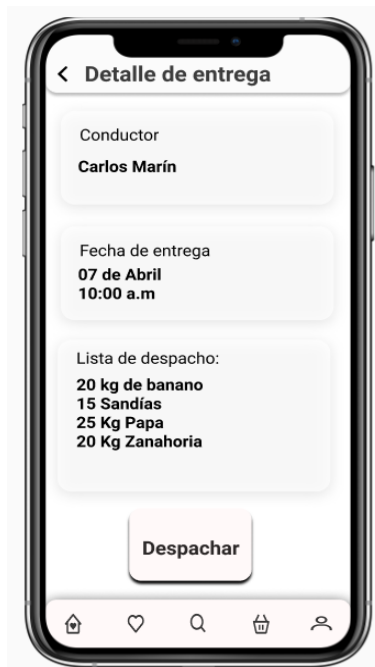 Detalle de entrega
Conductor
Carlos Marín
Fecha de entrega
07 de Abril
10:00 a.m
Lista de despacho:
20 kg de banano
15 Sandías
25 Kg Papa
20 Kg Zanahoria
Despachar